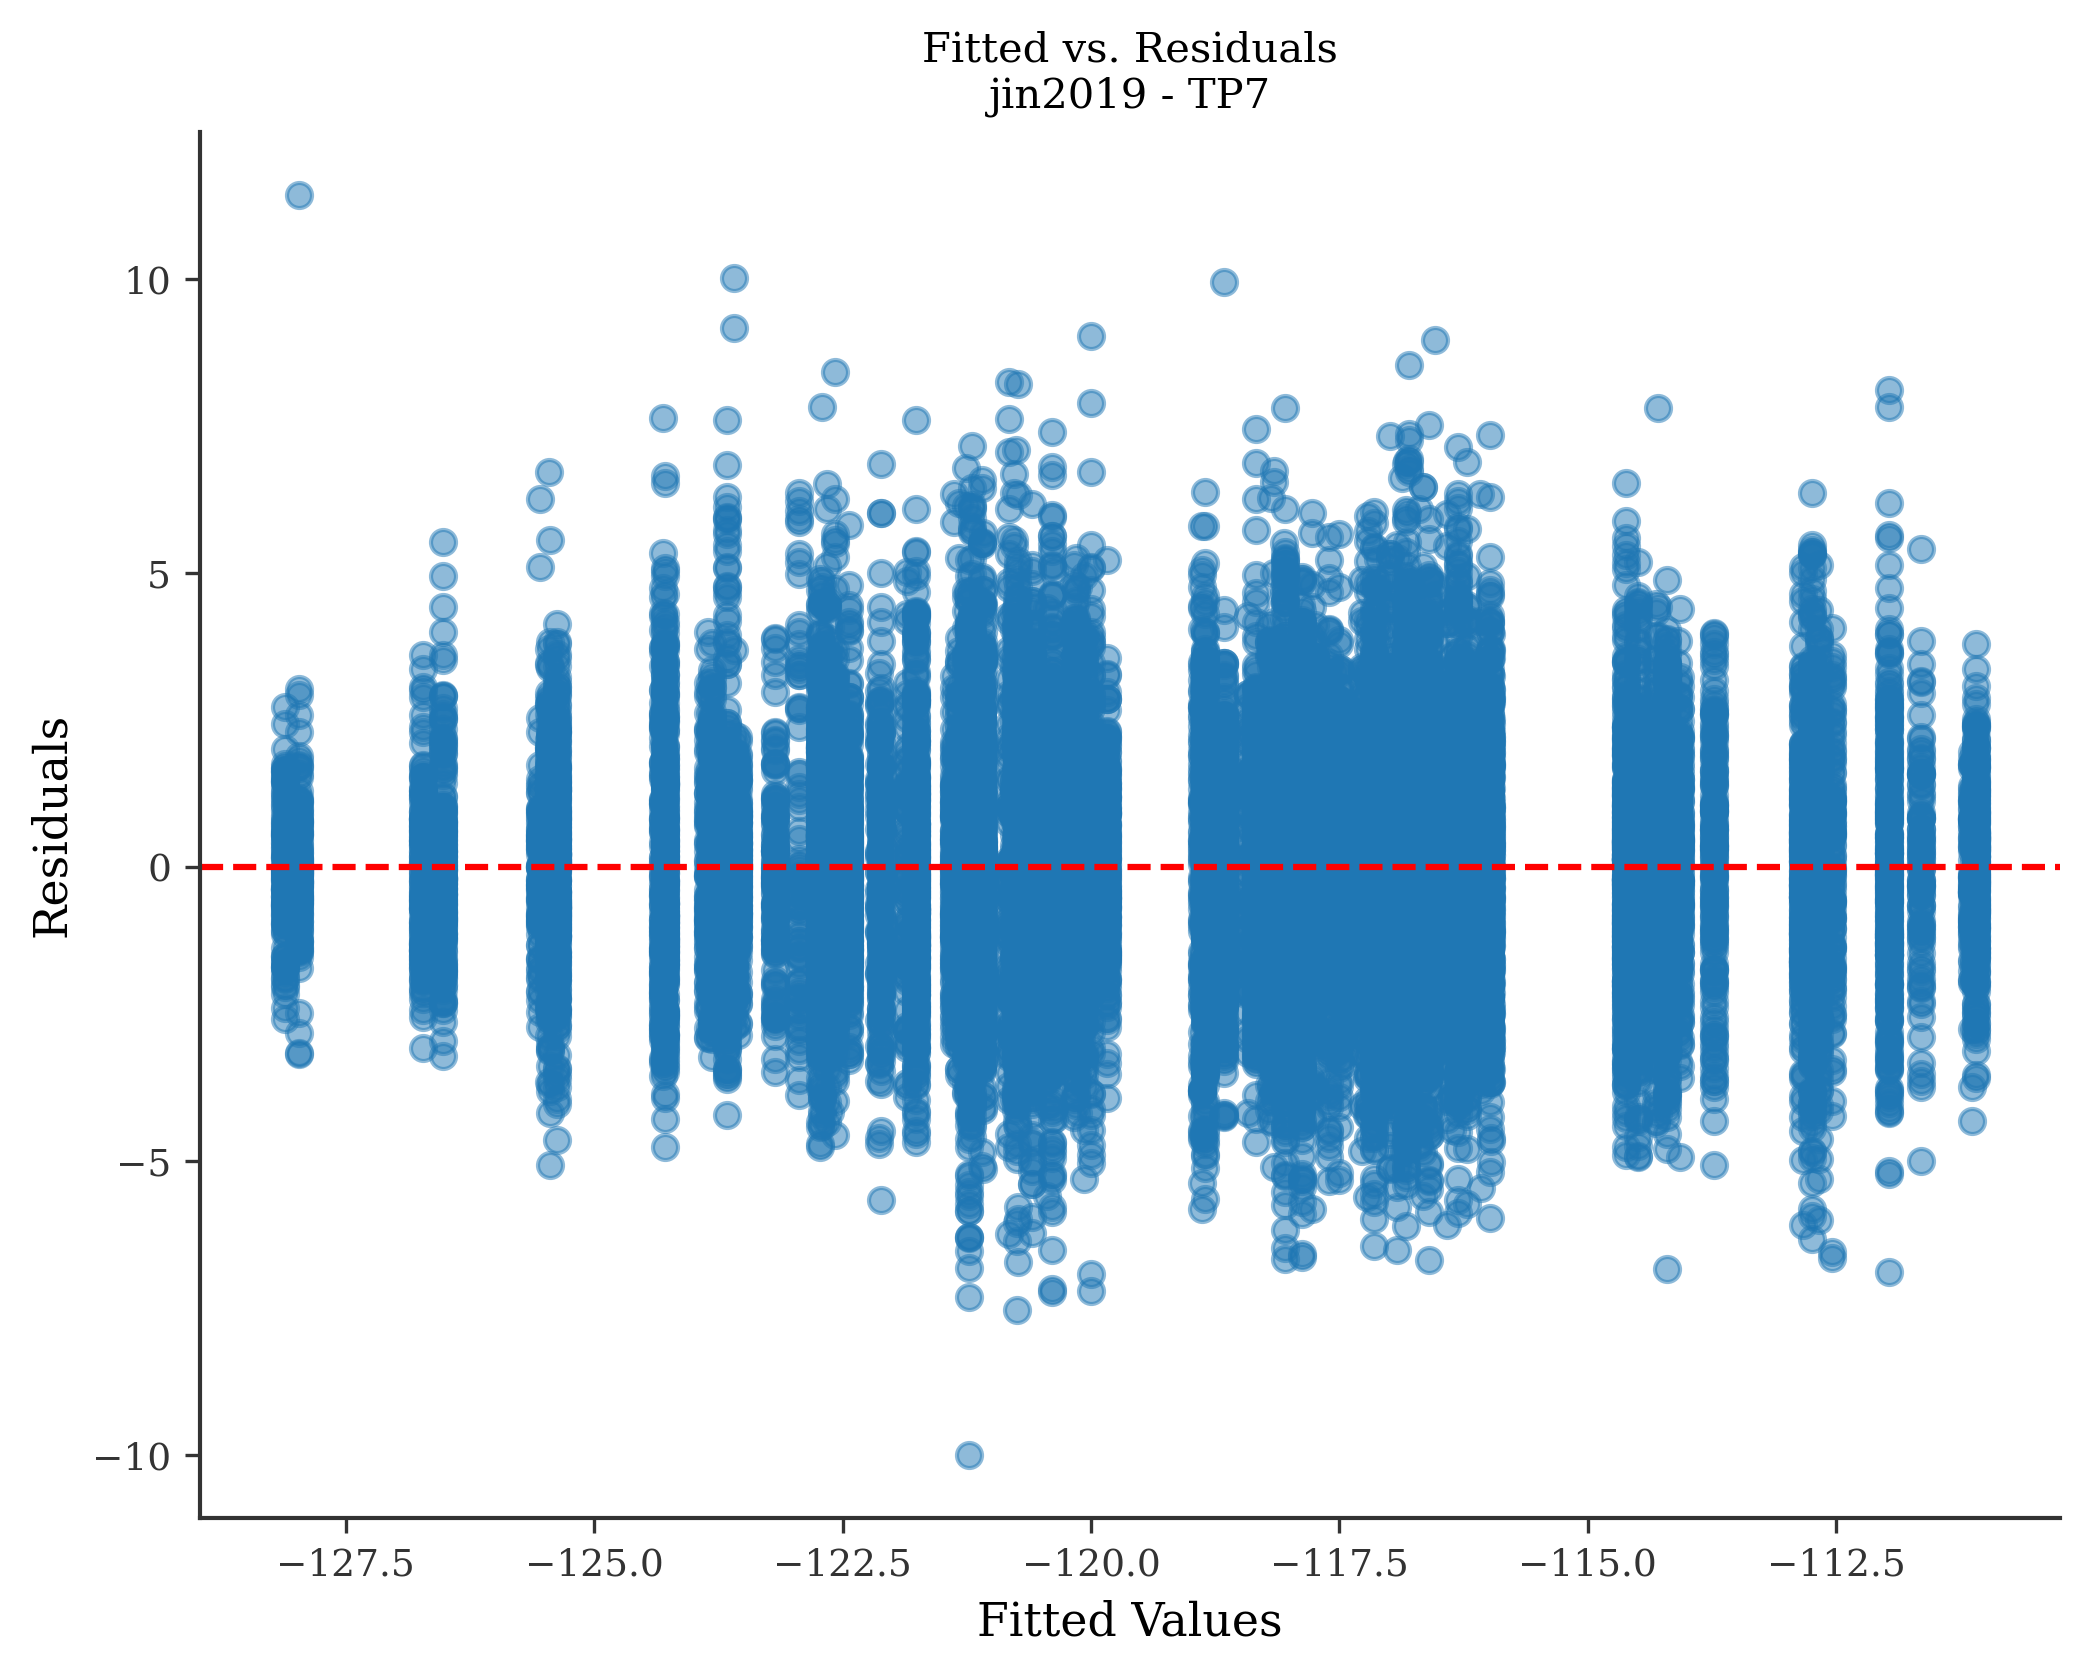 Fitted vs. Residuals
jin2019 - TP7
10
5
0
−5
−10
Residuals
−127.5 −125.0 −122.5 −120.0 −117.5 −115.0 −112.5
Fitted Values